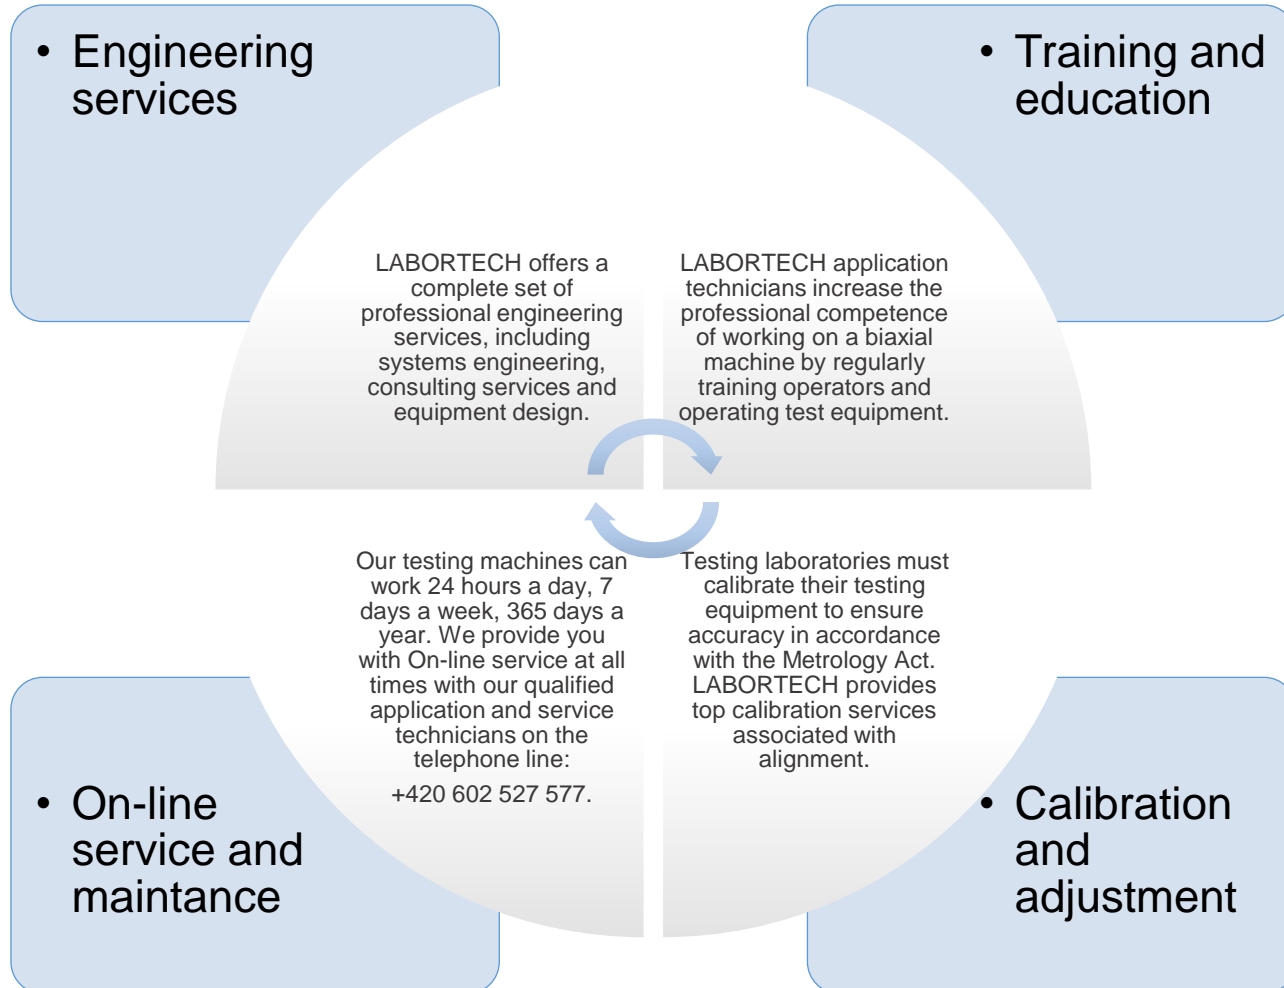 • Engineering
services
• Training and
education
LABORTECH offers a
complete set of
professional engineering
services, including
systems engineering,
consulting services and
equipment design.
LABORTECH application
technicians increase the
professional competence
of working on a biaxial
machine by regularly
training operators and
operating test equipment.
Our testing machines can
work 24 hours a day, 7
days a week, 365 days a
year. We provide you
with On-line service at all
times with our qualified
application and service
technicians on the
telephone line:
+420 602 527 577.
Testing laboratories must
calibrate their testing
equipment to ensure
accuracy in accordance
with the Metrology Act.
LABORTECH provides
top calibration services
associated with
alignment.
• On-line
service and
maintance
• Calibration
and
adjustment